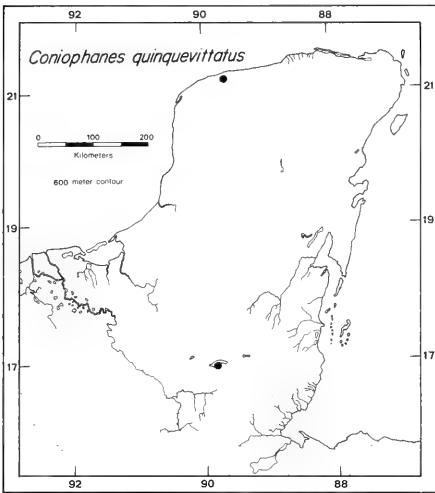 92 90 88
Coniophanes quinquevittatus
21 21
0 100 200
Kilometers
600 meter contour
19 19
17 17
92 90 88